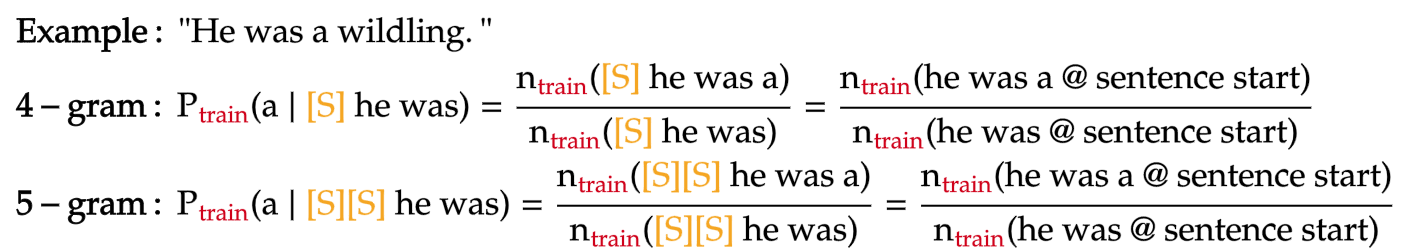 Example: "He was a wildling. "
4 – gram: P_train(a | [S] he was) = n_train([S] he was a) / n_train([S] he was) = n_train(he was a @ sentence start) / n_train(he was @ sentence start)
5 – gram: P_train(a | [S][S] he was) = n_train([S][S] he was a) / n_train([S][S] he was) = n_train(he was a @ sentence start) / n_train(he was @ sentence start)